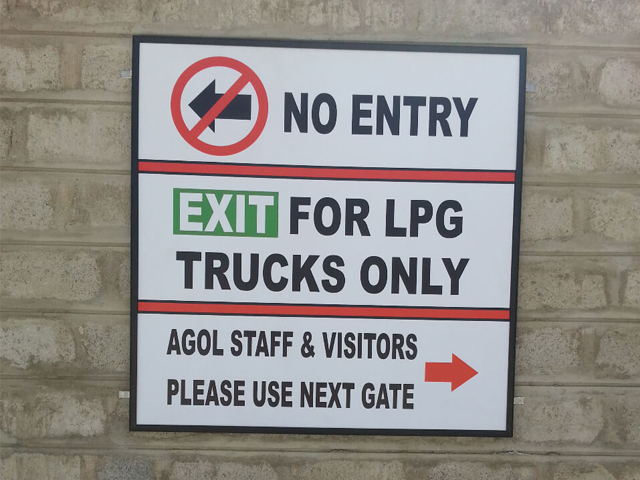 NO ENTRY
EXIT FOR LPG
TRUCKS ONLY
AGOL STAFF & VISITORS
PLEASE USE NEXT GATE